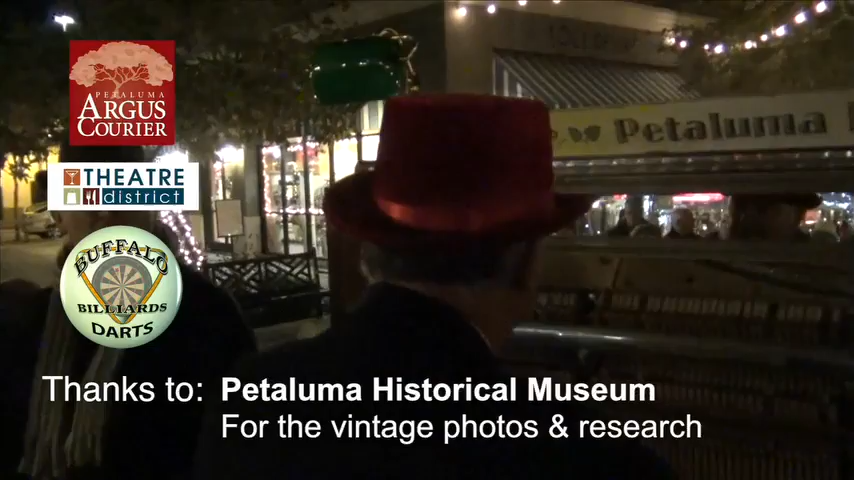 PETALUMA
ARGUS
COURIER
THEATRE
district
BUFFALO
BILLIARDS
DARTS
Petaluma
Thanks to: Petaluma Historical Museum
For the vintage photos & research